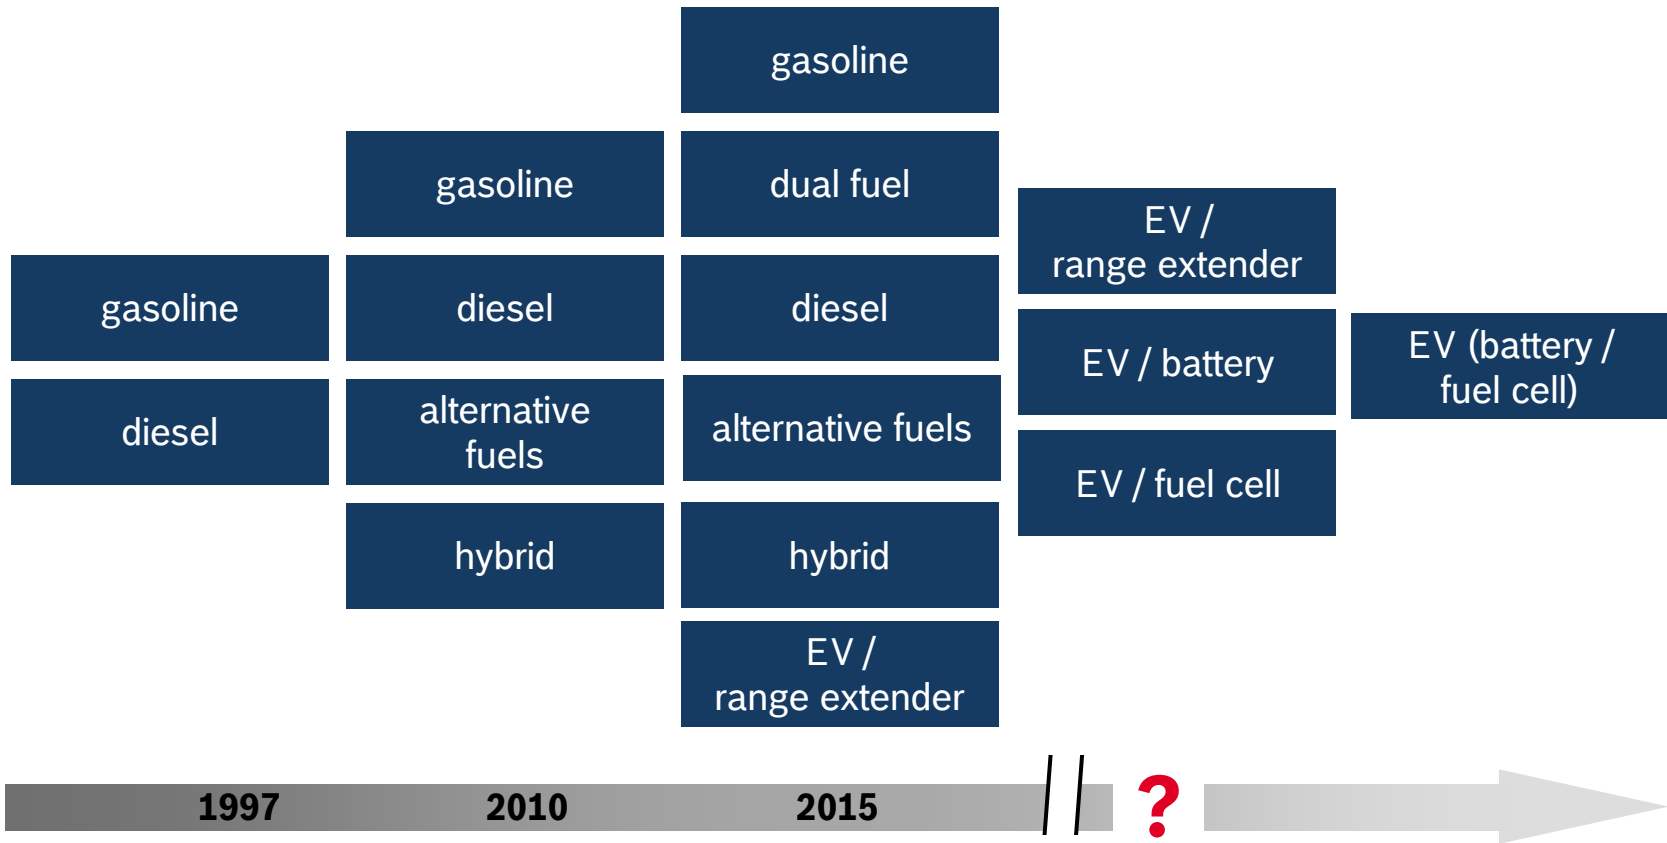 gasoline
diesel
gasoline
diesel
alternative
fuels
hybrid
gasoline
dual fuel
diesel
alternative fuels
hybrid
EV /
range extender
EV /
range extender
EV / battery
EV / fuel cell
EV (battery /
fuel cell)
1997
2010
2015
?